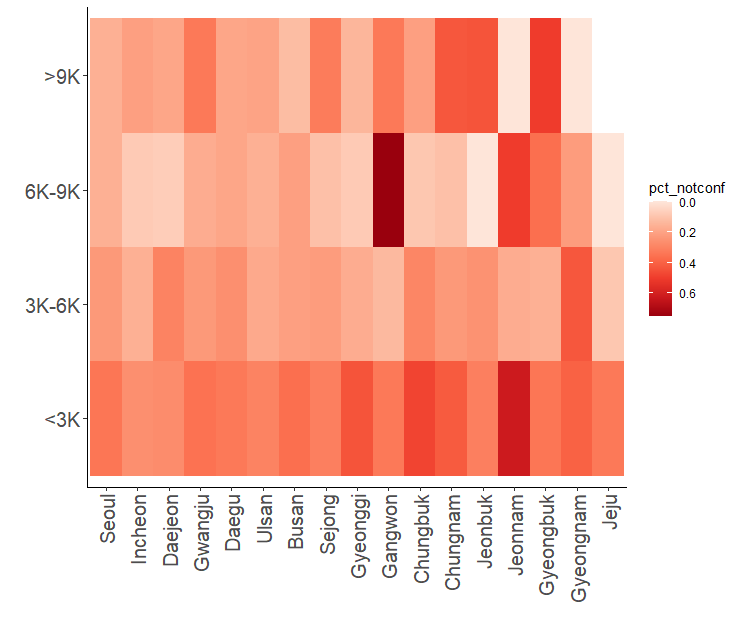 >9K
6K-9K
3K-6K
<3K
Seoul
Incheon
Daejeon
Gwangju
Daegu
Ulsan
Busan
Sejong
Gyeonggi
Gangwon
Chungbuk
Chungnam
Jeonbuk
Jeonnam
Gyeongbuk
Gyeongnam
Jeju
pct_notconf
0.0
0.2
0.4
0.6